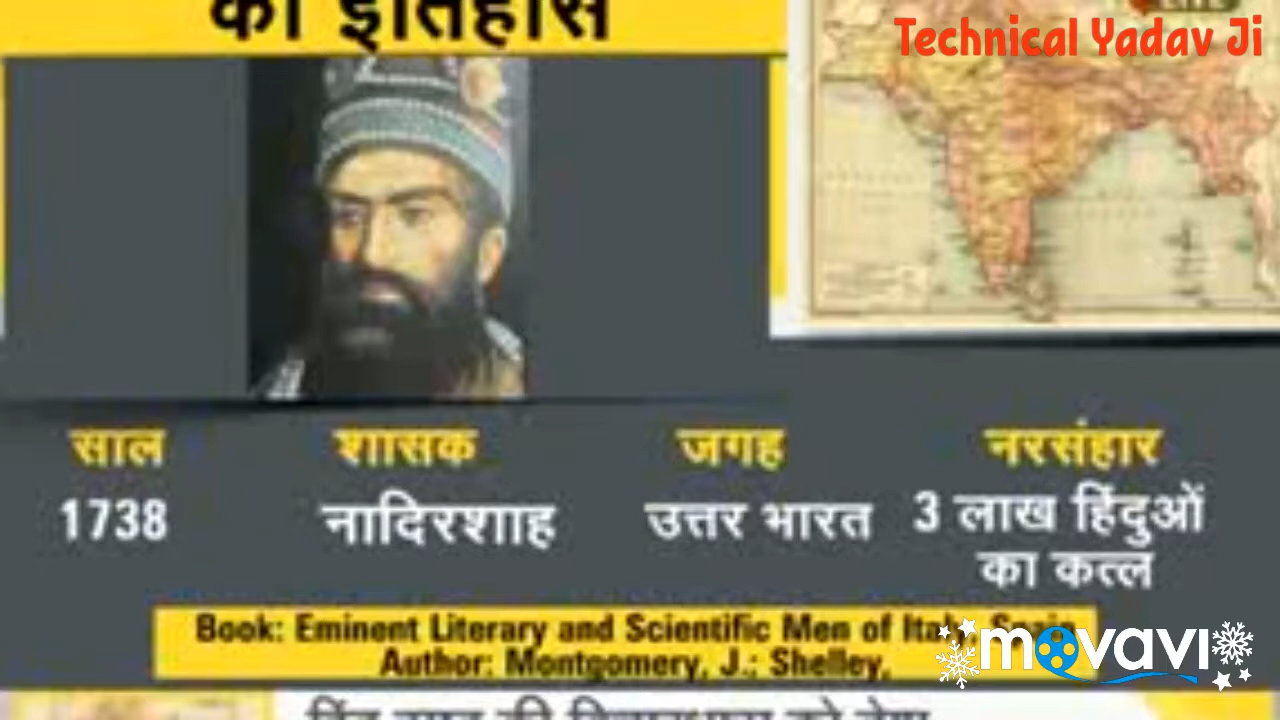 का इतिहास
Technical Yadav Ji
साल
शासक
जगह
नरसंहार
1738
नादिरशाह
उत्तर भारत
3 लाख हिंदुओं
का कत्ल
Book: Eminent Literary and Scientific Men of Italy, Spain
Author: Montgomery, J.; Shelley,
movavi